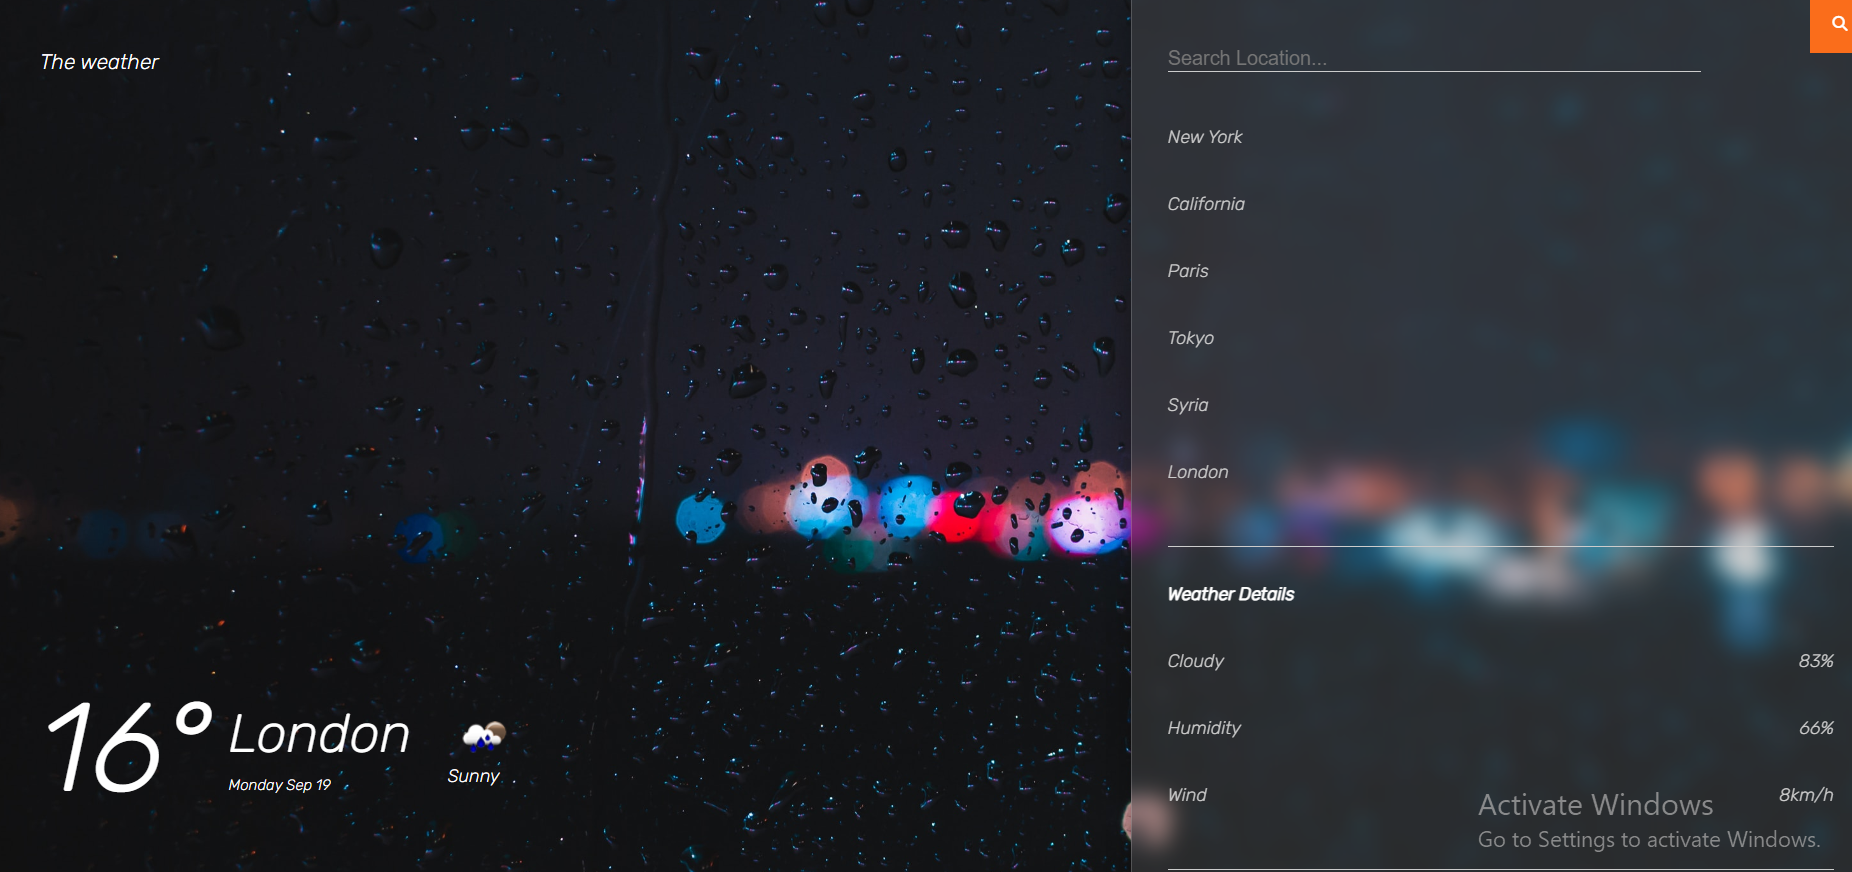 The weather
16°
London
Monday Sep 19
Sunny
Search Location...
New York
California
Paris
Tokyo
Syria
London
Weather Details
Cloudy 83%
Humidity 66%
Wind 8km/h
Activate Windows
Go to Settings to activate Windows.